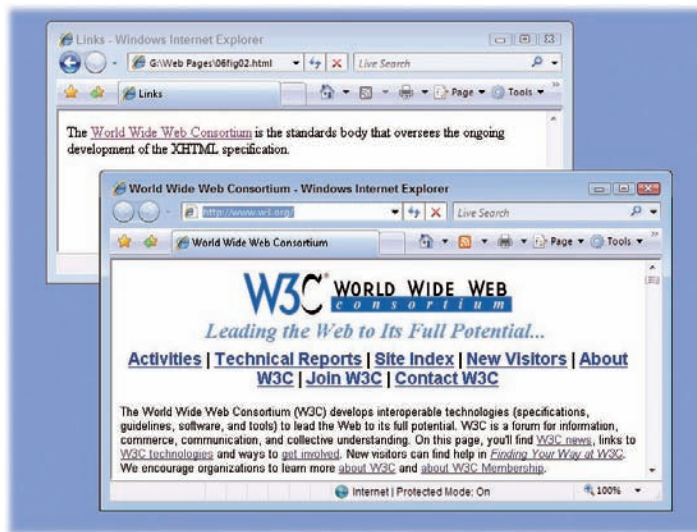 Links - Windows Internet Explorer
G:\Web Pages\06fig02.html
Live Search
Links
Page
Tools
The World Wide Web Consortium is the standards body that oversees the ongoing
development of the XHTML specification.
World Wide Web Consortium - Windows Internet Explorer
http://www.w3.org/
Live Search
World Wide Web Consortium
Page
Tools
W3C® WORLD WIDE WEB
consortium
Leading the Web to Its Full Potential...
Activities | Technical Reports | Site Index | New Visitors | About
W3C | Join W3C | Contact W3C
The World Wide Web Consortium (W3C) develops interoperable technologies (specifications,
guidelines, software, and tools) to lead the Web to its full potential. W3C is a forum for information,
commerce, communication, and collective understanding. On this page, you'll find W3C news, links to
W3C technologies and ways to get involved. New visitors can find help in Finding Your Way at W3C.
We encourage organizations to learn more about W3C and about W3C Membership.
Internet | Protected Mode: On
100%